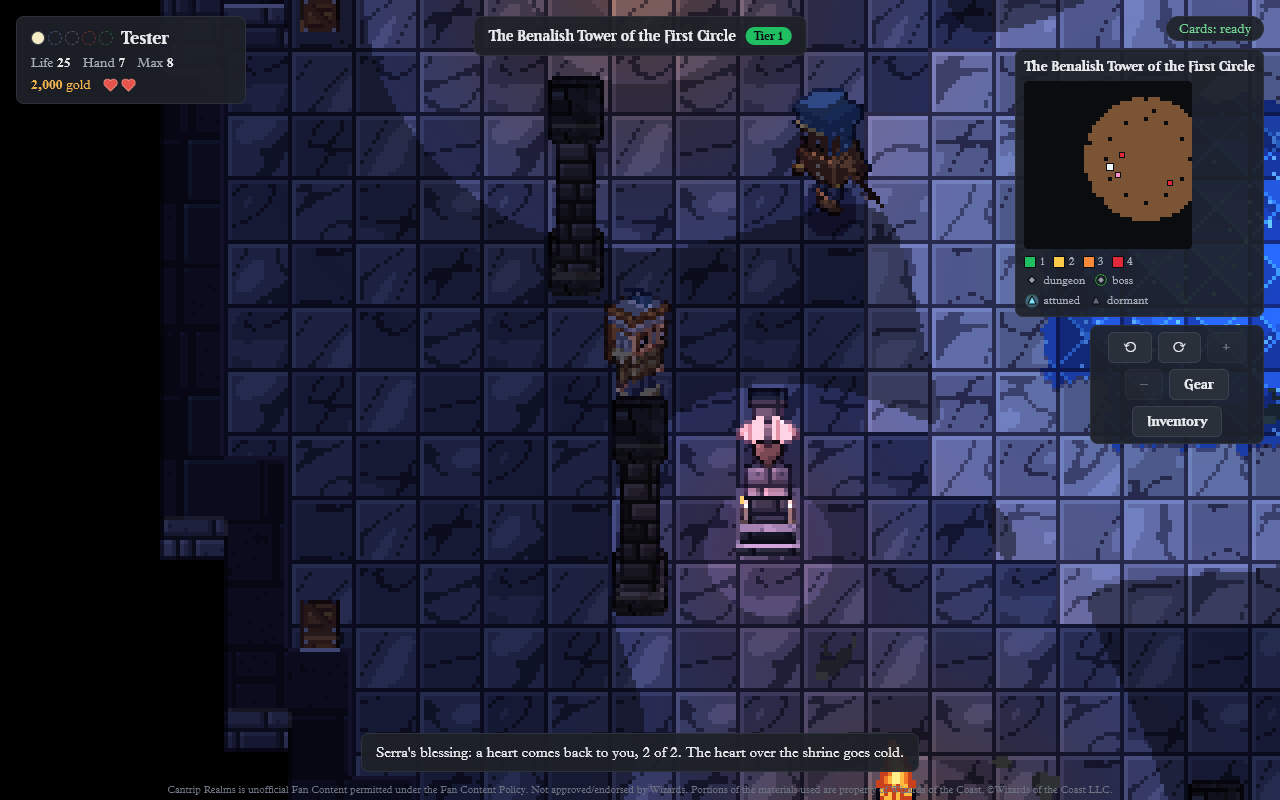 Tester
Life 25 Hand 7 Max 8
2,000 gold
The Benalish Tower of the First Circle Tier 1
Cards: ready
The Benalish Tower of the First Circle
1 2 3 4
dungeon boss
attuned dormant
+
− Gear
Inventory
Serra's blessing: a heart comes back to you, 2 of 2. The heart over the shrine goes cold.
Cantrip Realms is unofficial Fan Content permitted under the Fan Content Policy. Not approved/endorsed by Wizards. Portions of the materials used are property of Wizards of the Coast. ©Wizards of the Coast LLC.